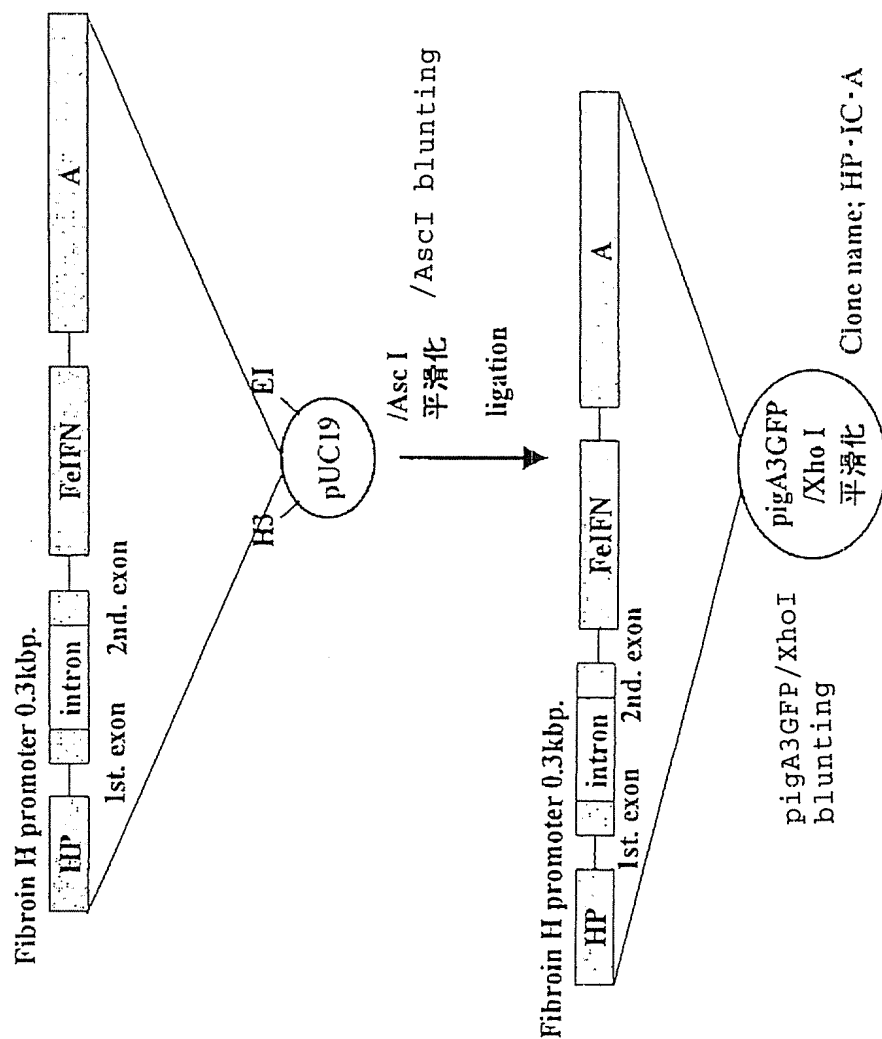 Fibroin H promoter 0.3kbp.
HP
intron
FeIFN
A
1st. exon
2nd. exon
H3
EI
pUC19
/Asc I
平滑化
/AscI blunting
ligation
Fibroin H promoter 0.3kbp.
HP
intron
FeIFN
A
1st. exon
2nd. exon
pigA3GFP
/Xho I
平滑化
pigA3GFP/XhoI
blunting
Clone name; HP·IC·A